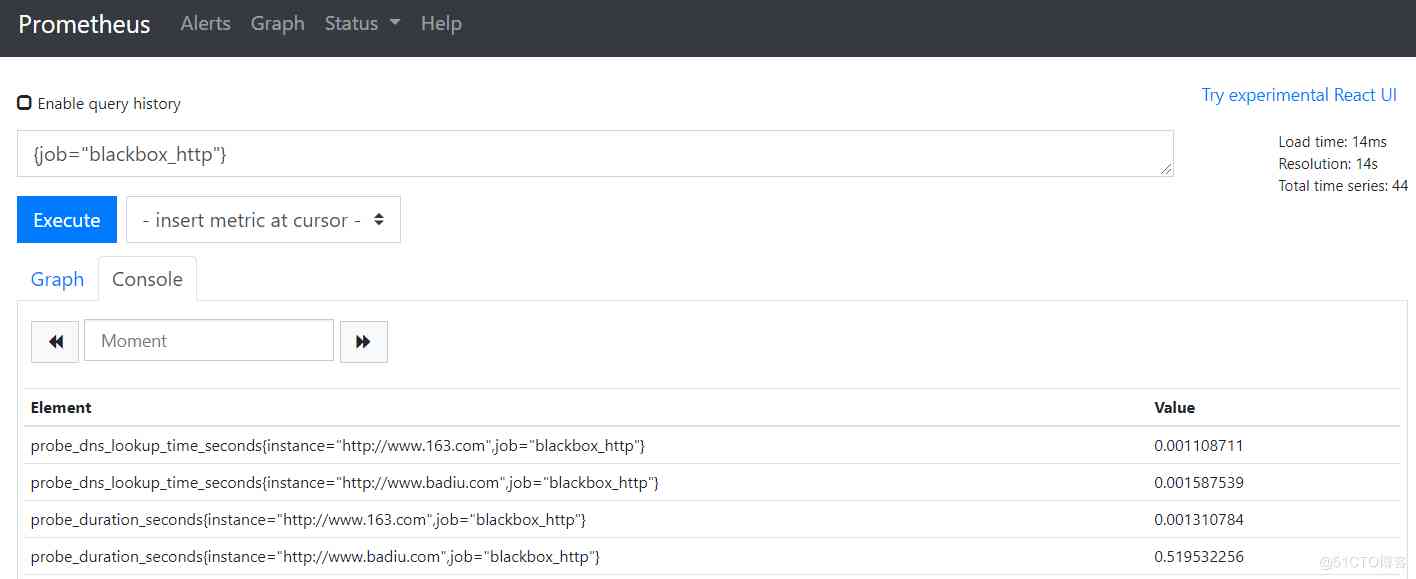 Prometheus Alerts Graph Status Help
Enable query history
Try experimental React UI
{job="blackbox_http"}
Load time: 14ms
Resolution: 14s
Total time series: 44
Execute - insert metric at cursor -
Graph Console
Moment
Element Value
probe_dns_lookup_time_seconds{instance="http://www.163.com",job="blackbox_http"} 0.001108711
probe_dns_lookup_time_seconds{instance="http://www.badiu.com",job="blackbox_http"} 0.001587539
probe_duration_seconds{instance="http://www.163.com",job="blackbox_http"} 0.001310784
probe_duration_seconds{instance="http://www.badiu.com",job="blackbox_http"} 0.519532256
@51CTO博客